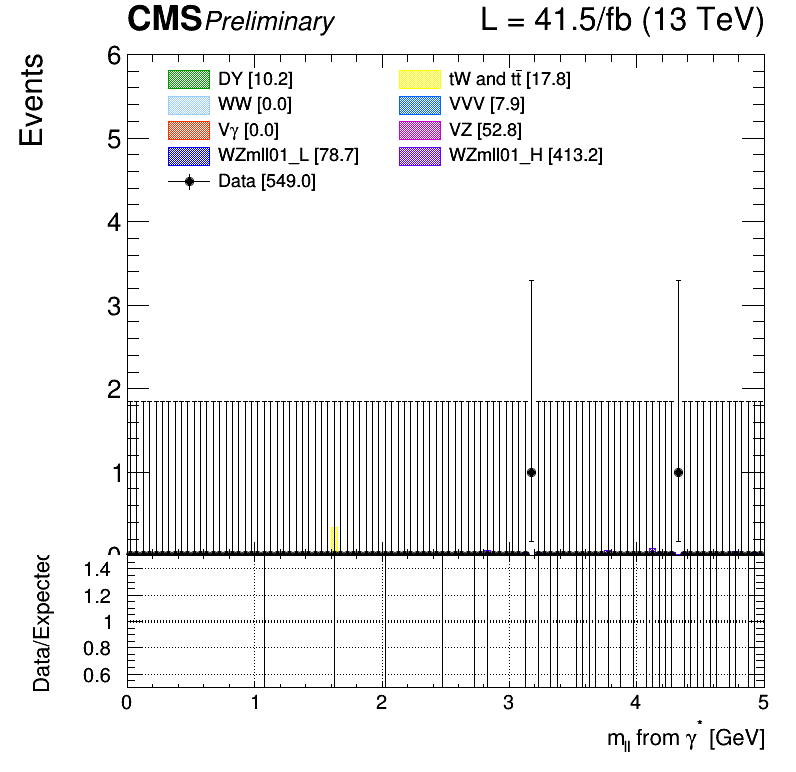 CMS Preliminary L = 41.5/fb (13 TeV)
Events
6
5
4
3
2
1
0
DY [10.2] tW and tt̄ [17.8]
WW [0.0] VVV [7.9]
Vγ [0.0] VZ [52.8]
WZmll01_L [78.7] WZmll01_H [413.2]
Data [549.0]
Data/Expected
1.4
1.2
1
0.8
0.6
0 1 2 3 4 5
m_ll from γ* [GeV]